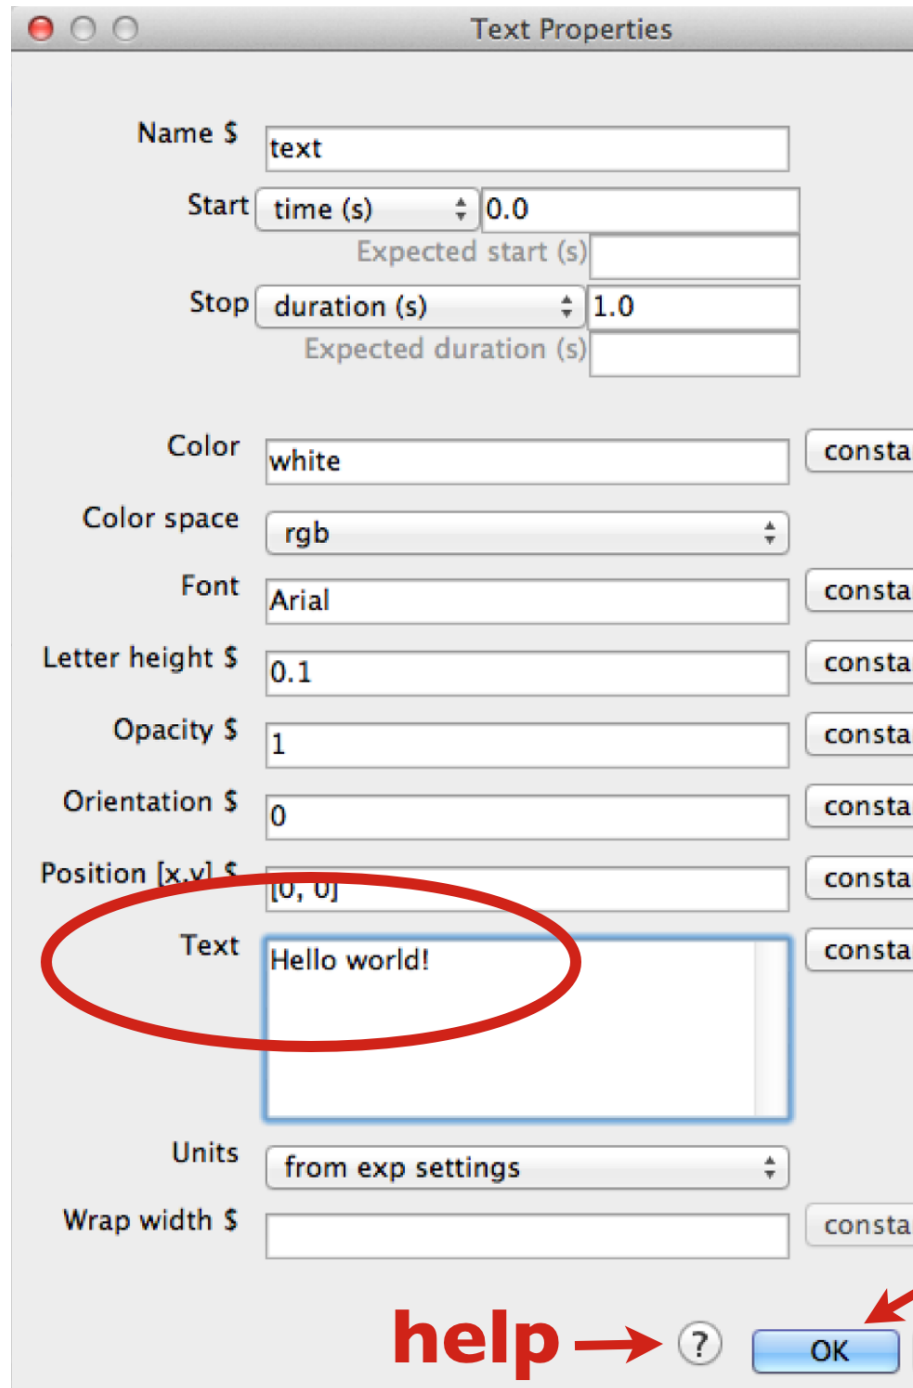 Text Properties
Name $ text
Start time (s) 0.0
Expected start (s)
Stop duration (s) 1.0
Expected duration (s)
Color white consta
Color space rgb
Font Arial consta
Letter height $ 0.1 consta
Opacity $ 1 consta
Orientation $ 0 consta
Position [x,y] $ [0, 0] consta
Text Hello world! consta
Units from exp settings
Wrap width $ consta
help ? OK